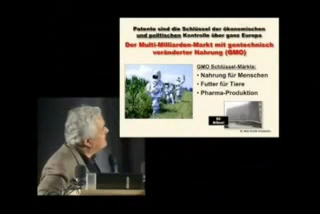 Patente sind die Schlüssel der ökonomischen
und politischen Kontrolle über ganz Europa
Der Multi-Milliarden-Markt mit gentechnisch
veränderter Nahrung (GMO)
GMO Schlüssel-Märkte:
• Nahrung für Menschen
• Futter für Tiere
• Pharma-Produktion